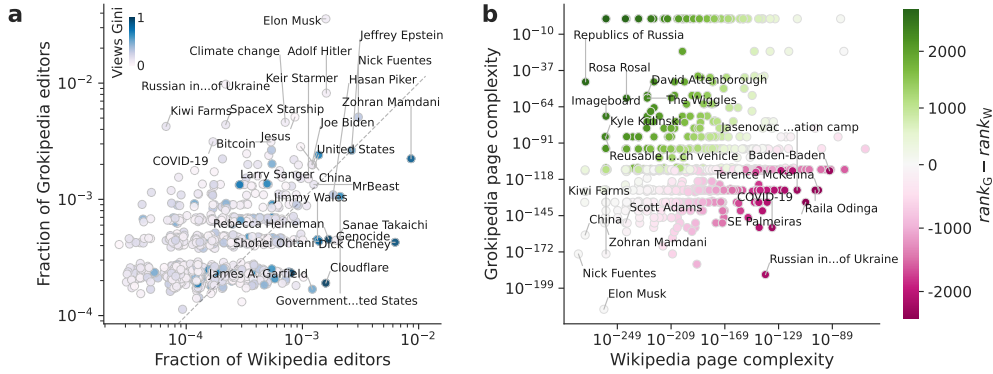 a
Views Gini
1
0
Elon Musk
Jeffrey Epstein
Climate change
Adolf Hitler
Nick Fuentes
Keir Starmer
Hasan Piker
Russian in...of Ukraine
Zohran Mamdani
Kiwi Farms
SpaceX Starship
Joe Biden
Jesus
Bitcoin
United States
COVID-19
Larry Sanger
China
MrBeast
Jimmy Wales
Rebecca Heineman
Sanae Takaichi
Genocide
Shohei Ohtani
Dick Cheney
James A. Garfield
Cloudflare
Government...ted States
10⁻²
10⁻³
10⁻⁴
Fraction of Grokipedia editors
10⁻⁴
10⁻³
10⁻²
Fraction of Wikipedia editors
b
Republics of Russia
Rosa Rosal
David Attenborough
Imageboard
The Wiggles
Kyle Kulinski
Jasenovac ...ation camp
Reusable l...ch vehicle
Baden-Baden
Terence McKenna
Kiwi Farms
COVID-19
Scott Adams
Raila Odinga
China
SE Palmeiras
Zohran Mamdani
Russian in...of Ukraine
Nick Fuentes
Elon Musk
10⁻¹⁰
10⁻³⁷
10⁻⁶⁴
10⁻⁹¹
10⁻¹¹⁸
10⁻¹⁴⁵
10⁻¹⁷²
10⁻¹⁹⁹
Grokipedia page complexity
10⁻²⁴⁹
10⁻²⁰⁹
10⁻¹⁶⁹
10⁻¹²⁹
10⁻⁸⁹
Wikipedia page complexity
2000
1000
0
−1000
−2000
rank_G − rank_W